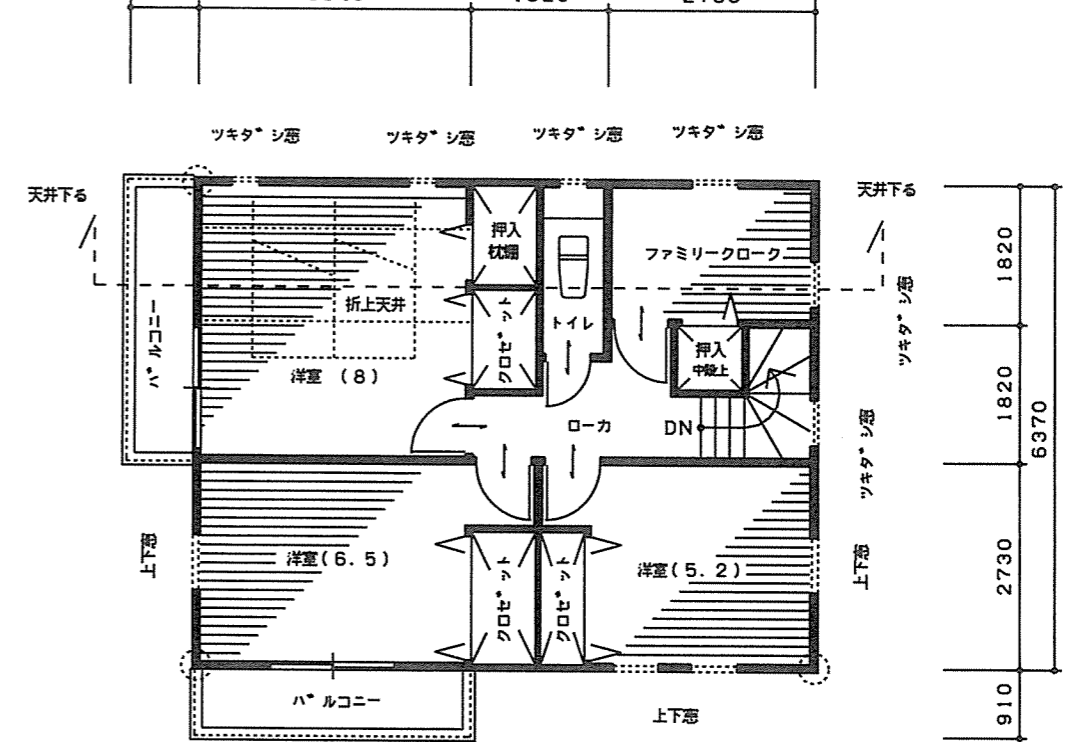 ツキダシ窓
ツキダシ窓
ツキダシ窓
ツキダシ窓
天井下る
天井下る
押入
枕棚
ファミリークローク
1820
ツキダシ窓
バルコニー
折上天井
クロゼット
トイレ
押入
中段上
洋室 (8)
1820
6370
ローカ
DN
ツキダシ窓
上下窓
洋室(6.5)
クロゼット
クロゼット
洋室(5.2)
上下窓
2730
バルコニー
上下窓
910